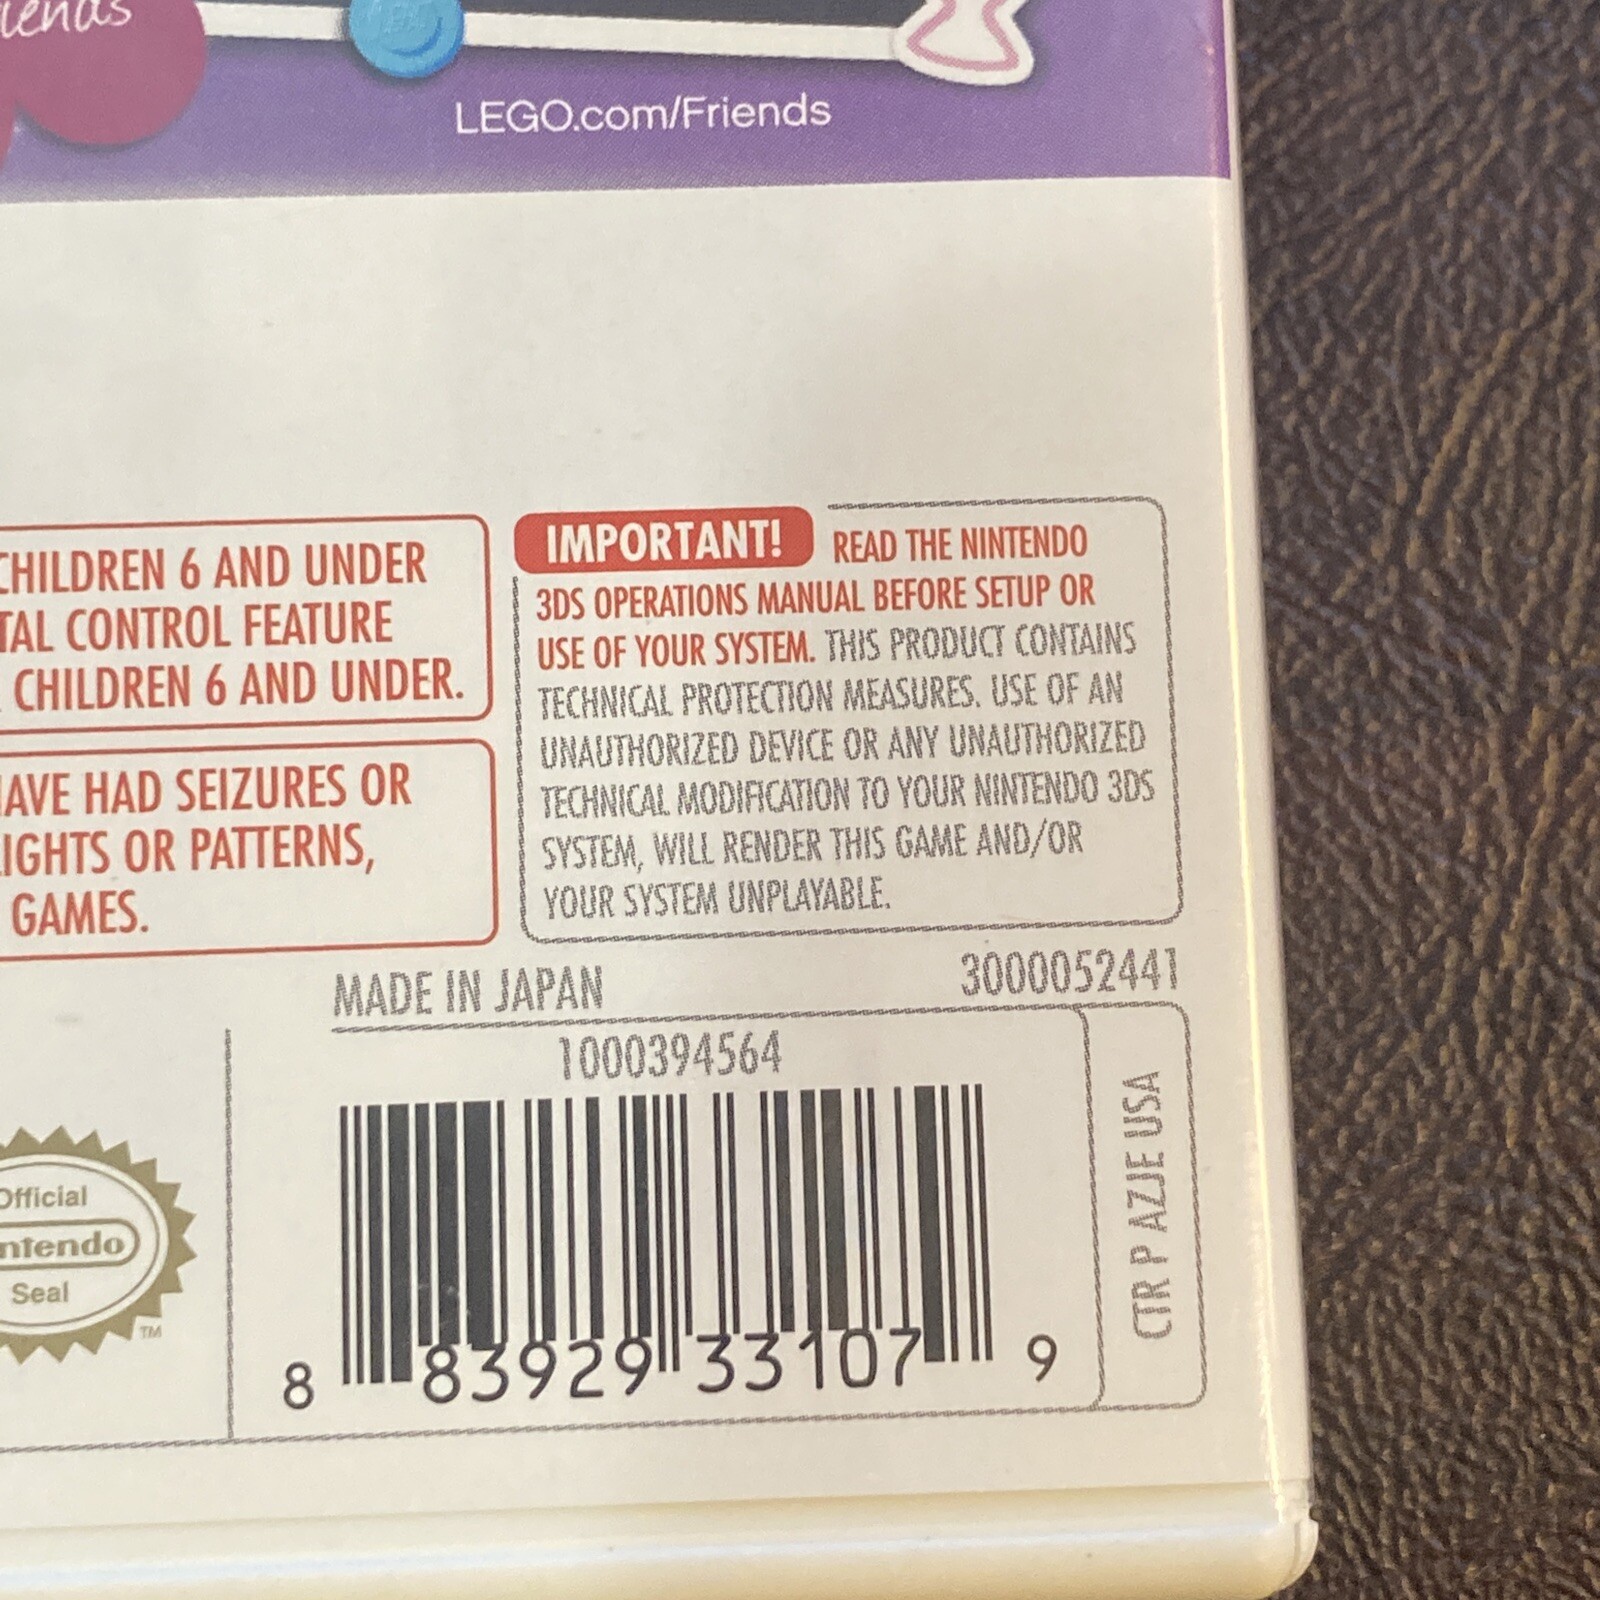 LEGO.com/Friends
CHILDREN 6 AND UNDER
CONTROL FEATURE
CHILDREN 6 AND UNDER.
HAD SEIZURES OR
OR PATTERNS,
GAMES.
IMPORTANT! READ THE NINTENDO
3DS OPERATIONS MANUAL BEFORE SETUP OR
USE OF YOUR SYSTEM. THIS PRODUCT CONTAINS
TECHNICAL PROTECTION MEASURES. USE OF AN
UNAUTHORIZED DEVICE OR ANY UNAUTHORIZED
TECHNICAL MODIFICATION TO YOUR NINTENDO 3DS
SYSTEM, WILL RENDER THIS GAME AND/OR
YOUR SYSTEM UNPLAYABLE.
MADE IN JAPAN
3000052441
1000394564
8 83929 33107 9
CTR P AZJE USA
Official
Seal
TM